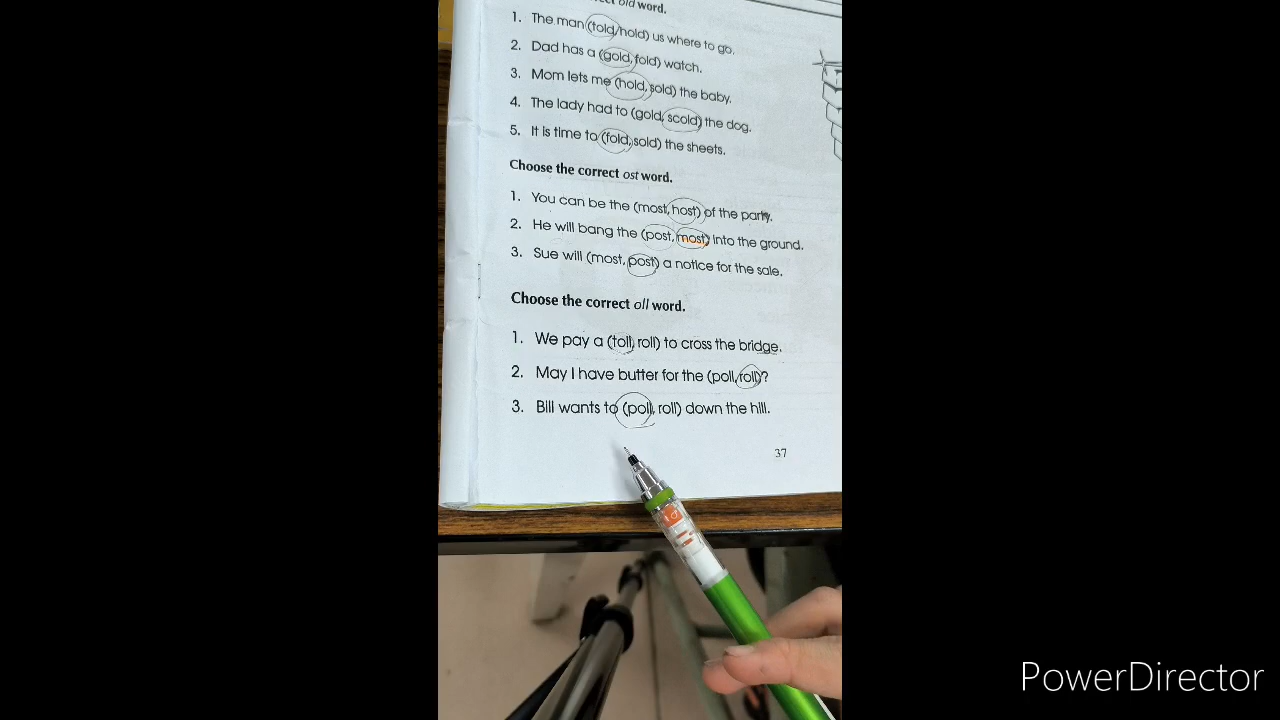 old word.
1. The man (told/hold) us where to go.
2. Dad has a (gold, fold) watch.
3. Mom lets me (hold, sold) the baby.
4. The lady had to (gold, scold) the dog.
5. It is time to (fold, sold) the sheets.
Choose the correct ost word.
1. You can be the (most, host) of the party.
2. He will bang the (post, most) into the ground.
3. Sue will (most, post) a notice for the sale.
Choose the correct oll word.
1. We pay a (toll, roll) to cross the bridge.
2. May I have butter for the (poll, roll)?
3. Bill wants to (poll, roll) down the hill.
37
PowerDirector